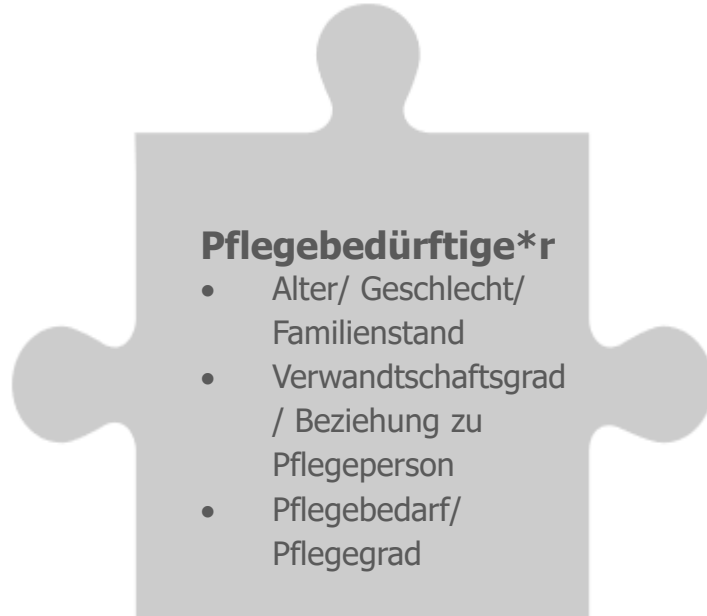 Pflegebedürftige*r
• Alter/ Geschlecht/
Familienstand
• Verwandtschaftsgrad
/ Beziehung zu
Pflegeperson
• Pflegebedarf/
Pflegegrad